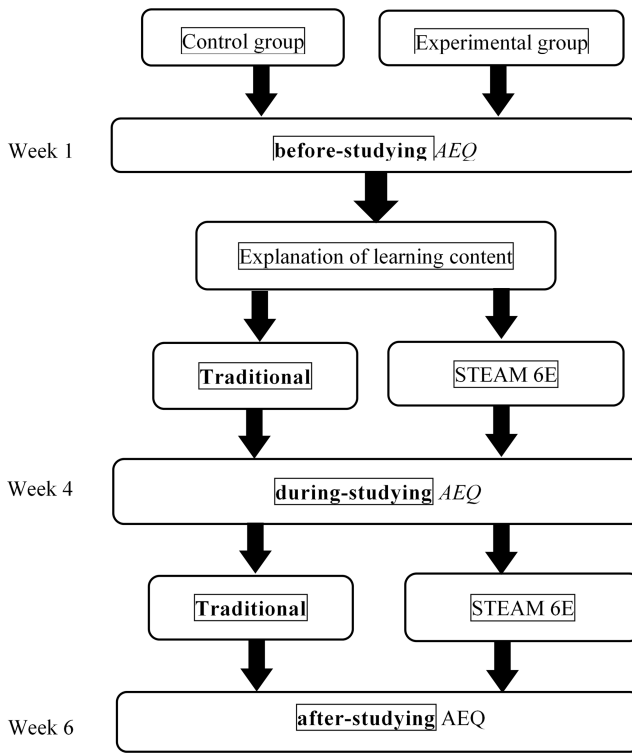 Control group
Experimental group
Week 1
before-studying AEQ
Explanation of learning content
Traditional
STEAM 6E
Week 4
during-studying AEQ
Traditional
STEAM 6E
Week 6
after-studying AEQ